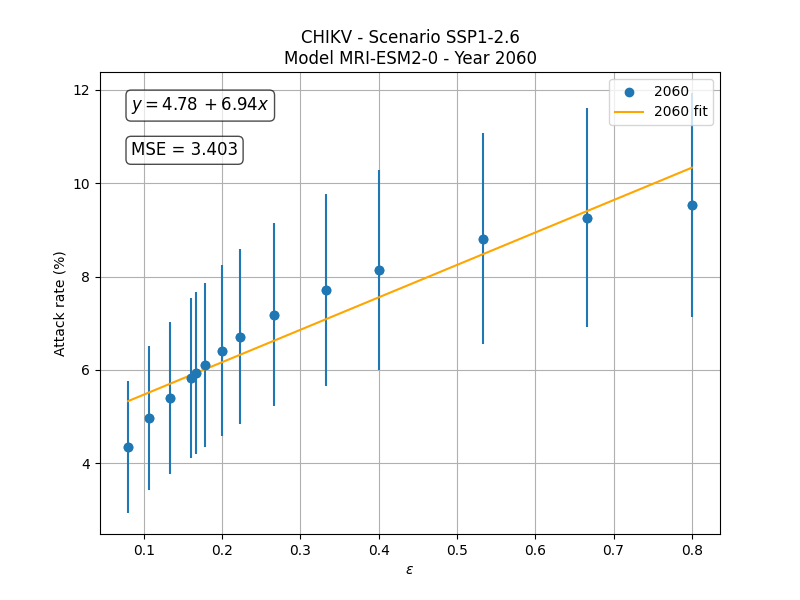 CHIKV - Scenario SSP1-2.6
Model MRI-ESM2-0 - Year 2060
y = 4.78 + 6.94x
MSE = 3.403
2060
2060 fit
Attack rate (%)
12
10
8
6
4
0.1 0.2 0.3 0.4 0.5 0.6 0.7 0.8
ε